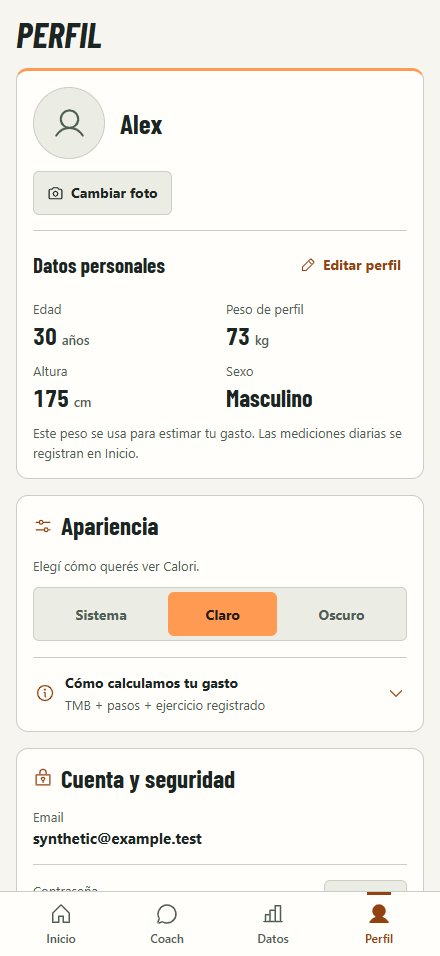 PERFIL
Alex
Cambiar foto
Datos personales
Editar perfil
Edad
Peso de perfil
30 años
73 kg
Altura
Sexo
175 cm
Masculino
Este peso se usa para estimar tu gasto. Las mediciones diarias se
registran en Inicio.
Apariencia
Elegí cómo querés ver Calori.
Sistema
Claro
Oscuro
Cómo calculamos tu gasto
TMB + pasos + ejercicio registrado
Cuenta y seguridad
Email
synthetic@example.test
Contraseña
Inicio
Coach
Datos
Perfil